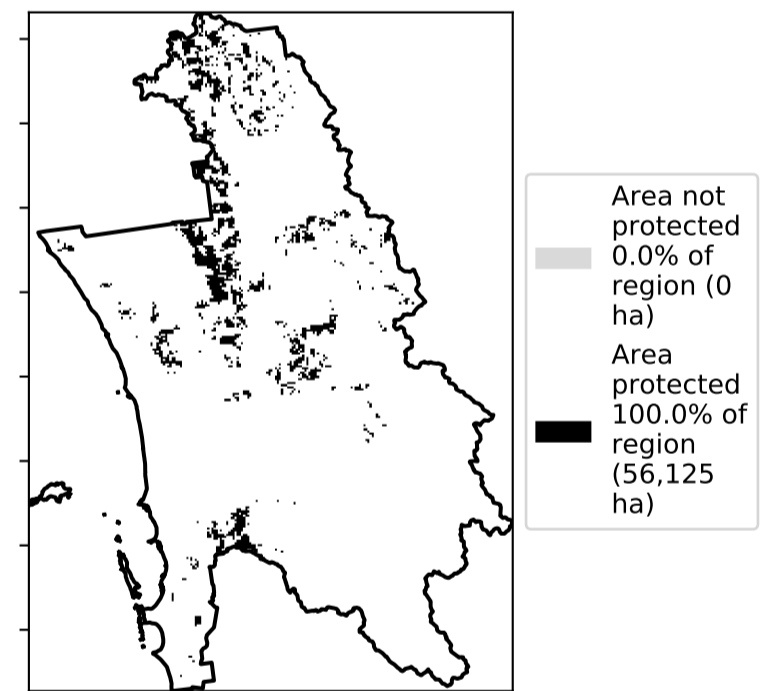 Area not
protected
0.0% of
region (0
ha)
Area
protected
100.0% of
region
(56,125
ha)